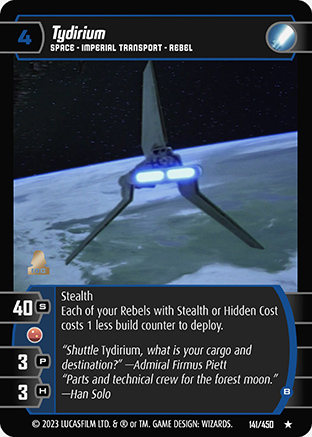 4
Tydirium
SPACE - IMPERIAL TRANSPORT - REBEL
40 S
3 P
3 H
Stealth
Each of your Rebels with Stealth or Hidden Cost
costs 1 less build counter to deploy.
"Shuttle Tydirium, what is your cargo and
destination?" —Admiral Firmus Piett
"Parts and technical crew for the forest moon."
—Han Solo
B
© 2023 LUCASFILM LTD. & ® OR TM. GAME DESIGN: WIZARDS. 141/450